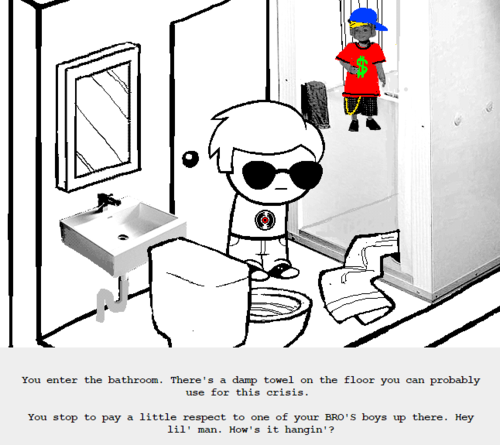 You enter the bathroom. There's a damp towel on the floor you can probably
use for this crisis.
You stop to pay a little respect to one of your BRO'S boys up there. Hey
lil' man. How's it hangin'?
$